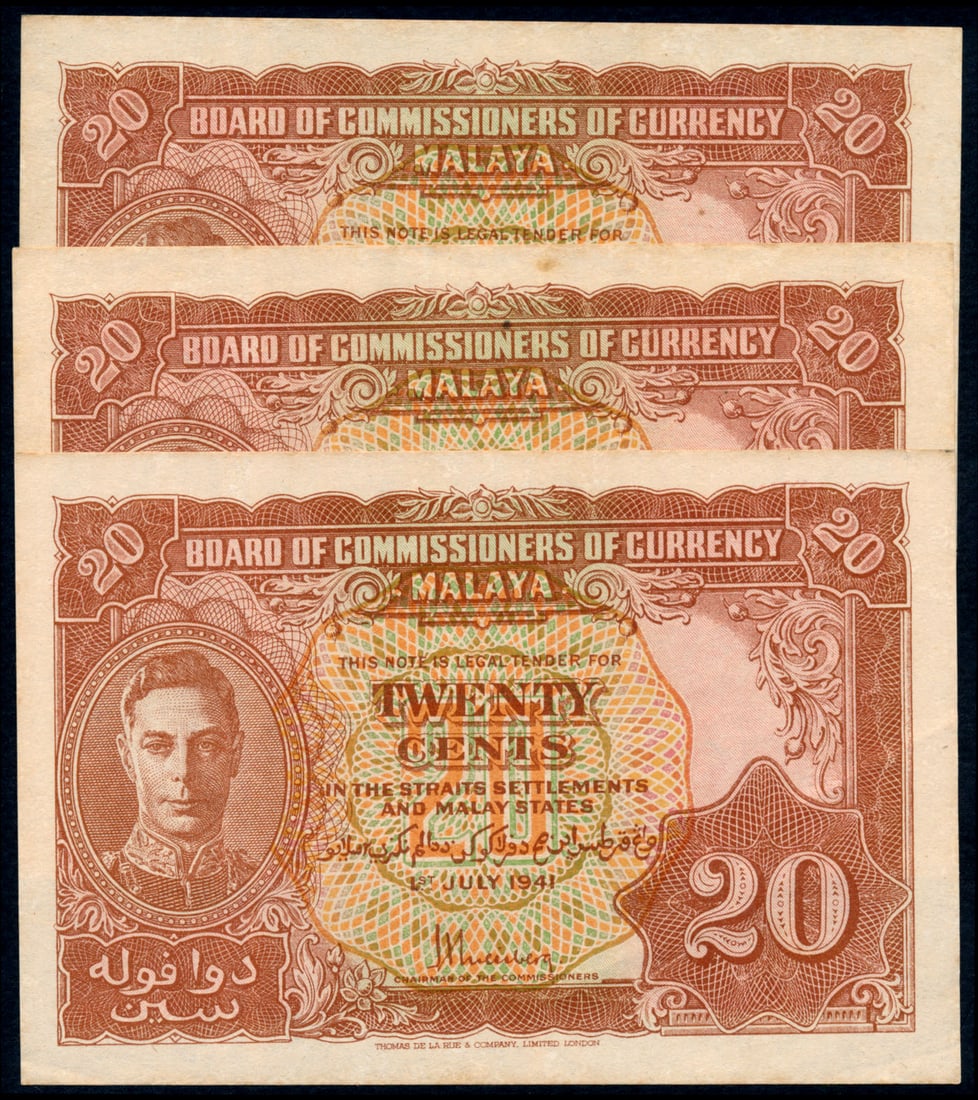 20 20
BOARD OF COMMISSIONERS OF CURRENCY
MALAYA
THIS NOTE IS LEGAL TENDER FOR
20 20
BOARD OF COMMISSIONERS OF CURRENCY
MALAYA
20 20
BOARD OF COMMISSIONERS OF CURRENCY
MALAYA
THIS NOTE IS LEGAL TENDER FOR
TWENTY
CENTS
20
IN THE STRAITS SETTLEMENTS
AND MALAY STATES
1ST JULY 1941
20
CHAIRMAN OF THE COMMISSIONERS
دوا ڤوله
سين
THOMAS DE LA RUE & COMPANY, LIMITED LONDON